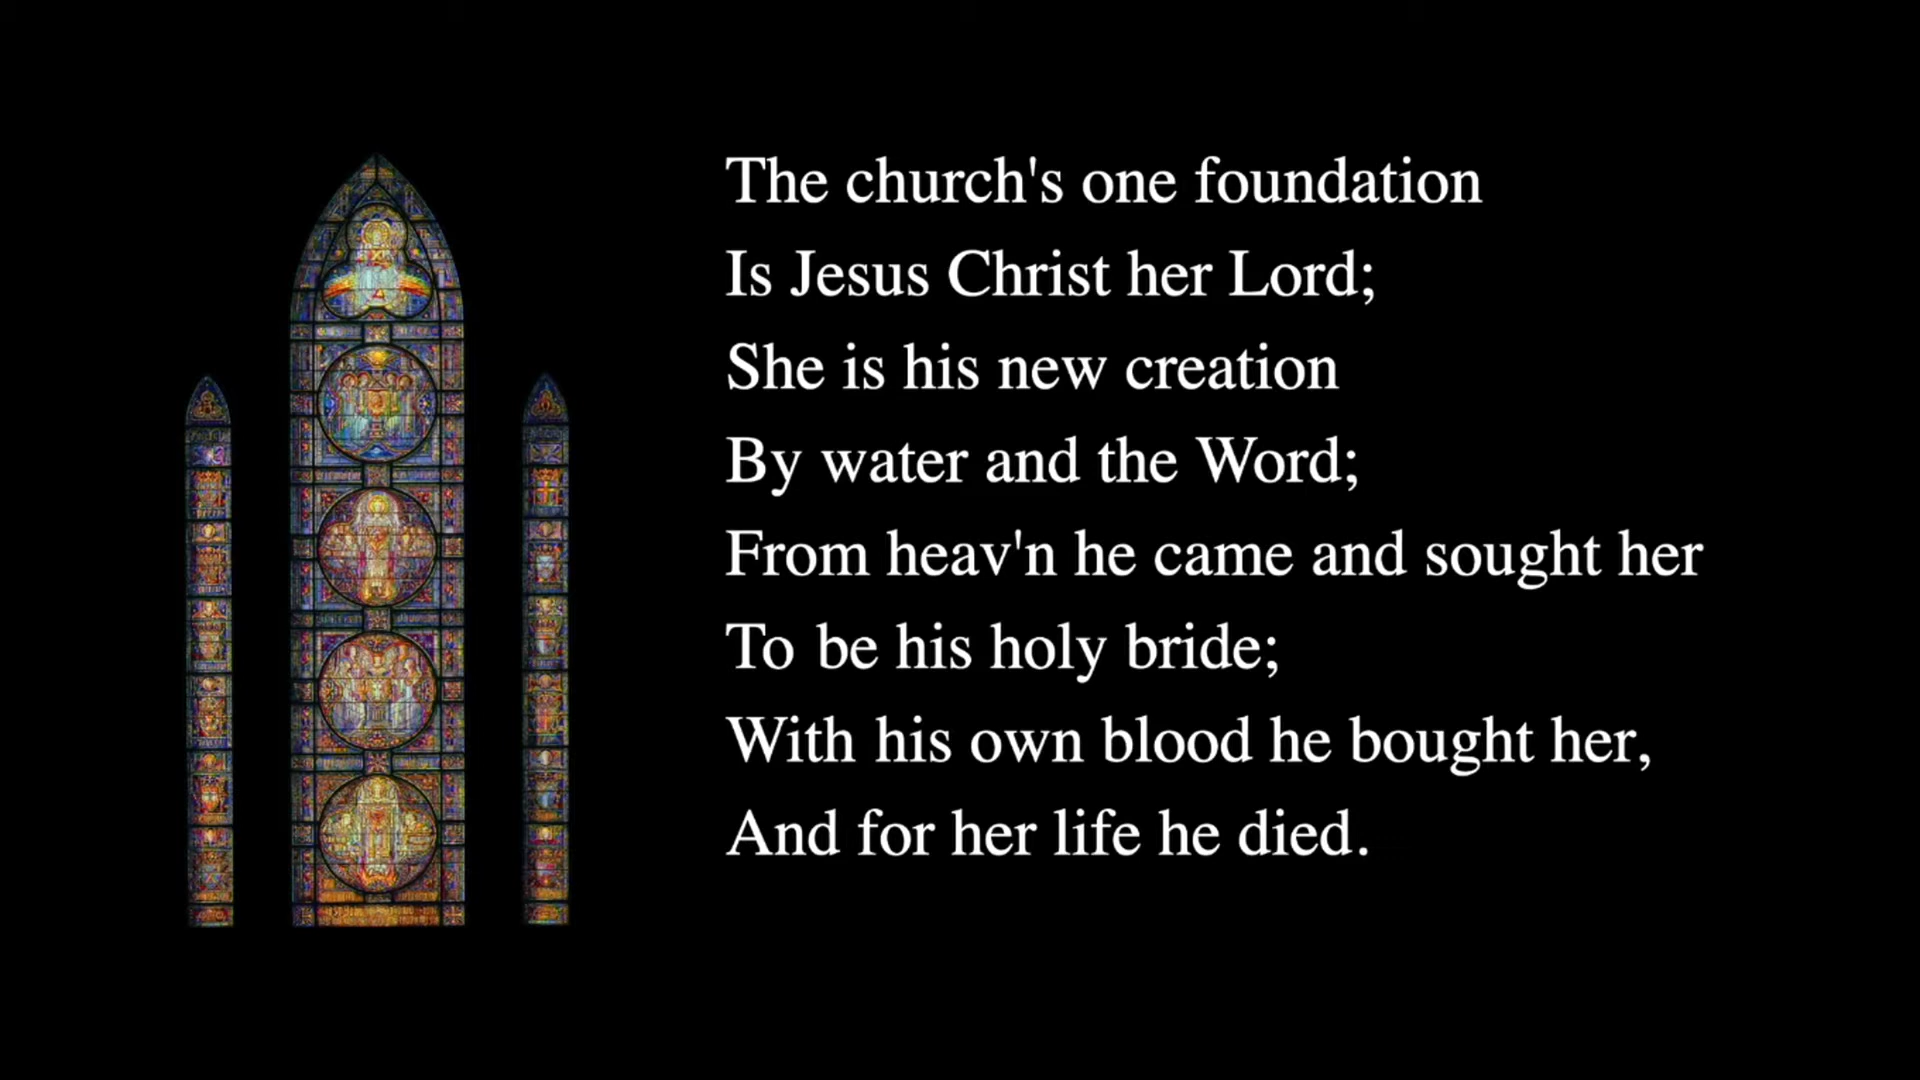 The church's one foundation
Is Jesus Christ her Lord;
She is his new creation
By water and the Word;
From heav'n he came and sought her
To be his holy bride;
With his own blood he bought her,
And for her life he died.